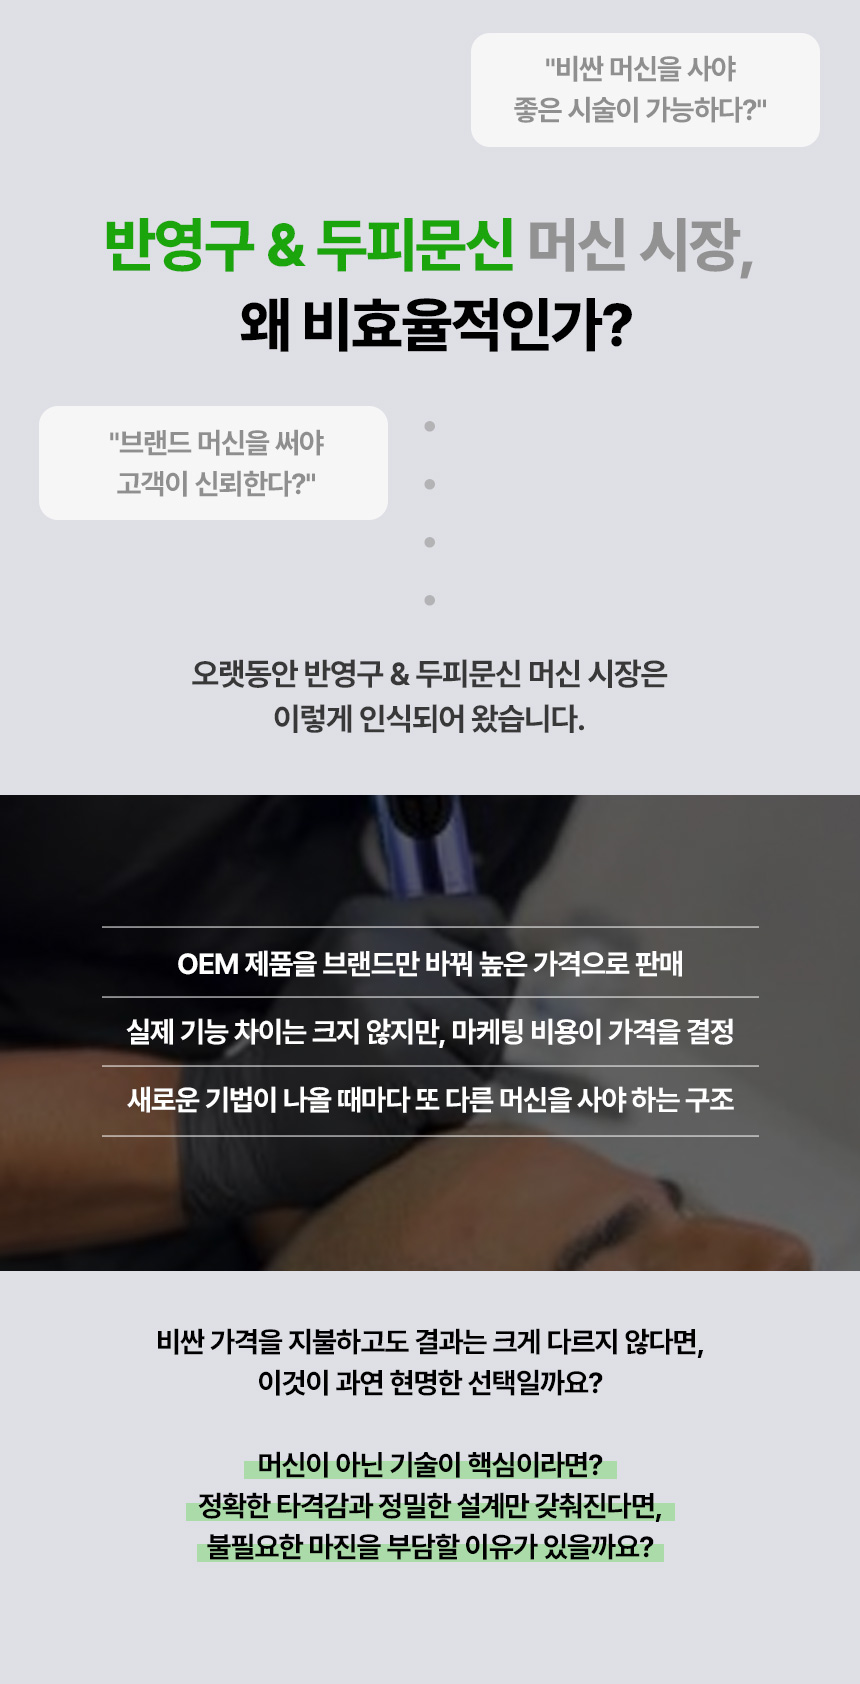 "비싼 머신을 사야
좋은 시술이 가능하다?"
반영구 & 두피문신 머신 시장,
왜 비효율적인가?
"브랜드 머신을 써야
고객이 신뢰한다?"
오랫동안 반영구 & 두피문신 머신 시장은
이렇게 인식되어 왔습니다.
OEM 제품을 브랜드만 바꿔 높은 가격으로 판매
실제 기능 차이는 크지 않지만, 마케팅 비용이 가격을 결정
새로운 기법이 나올 때마다 또 다른 머신을 사야 하는 구조
비싼 가격을 지불하고도 결과는 크게 다르지 않다면,
이것이 과연 현명한 선택일까요?
머신이 아닌 기술이 핵심이라면?
정확한 타격감과 정밀한 설계만 갖춰진다면,
불필요한 마진을 부담할 이유가 있을까요?